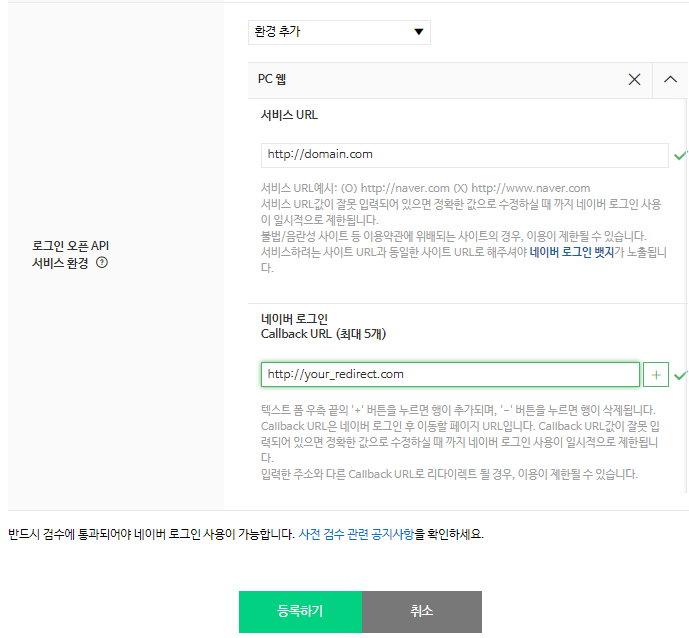 환경 추가
PC 웹
서비스 URL
http://domain.com
서비스 URL예시: (O) http://naver.com (X) http://www.naver.com
서비스 URL값이 잘못 입력되어 있으면 정확한 값으로 수정하실 때 까지 네이버 로그인 사용
이 일시적으로 제한됩니다.
불법/음란성 사이트 등 이용약관에 위배되는 사이트의 경우, 이용이 제한될 수 있습니다.
서비스하려는 사이트 URL과 동일한 사이트 URL로 해주셔야 네이버 로그인 뱃지가 노출됩니
다.
로그인 오픈 API
서비스 환경 ?
네이버 로그인
Callback URL (최대 5개)
http://your_redirect.com
+
텍스트 폼 우측 끝의 '+' 버튼을 누르면 행이 추가되며, '-' 버튼을 누르면 행이 삭제됩니다.
Callback URL은 네이버 로그인 후 이동할 페이지 URL입니다. Callback URL값이 잘못 입
력되어 있으면 정확한 값으로 수정하실 때 까지 네이버 로그인 사용이 일시적으로 제한됩니
다.
입력한 주소와 다른 Callback URL로 리다이렉트 될 경우, 이용이 제한될 수 있습니다.
반드시 검수에 통과되어야 네이버 로그인 사용이 가능합니다. 사전 검수 관련 공지사항을 확인하세요.
등록하기
취소